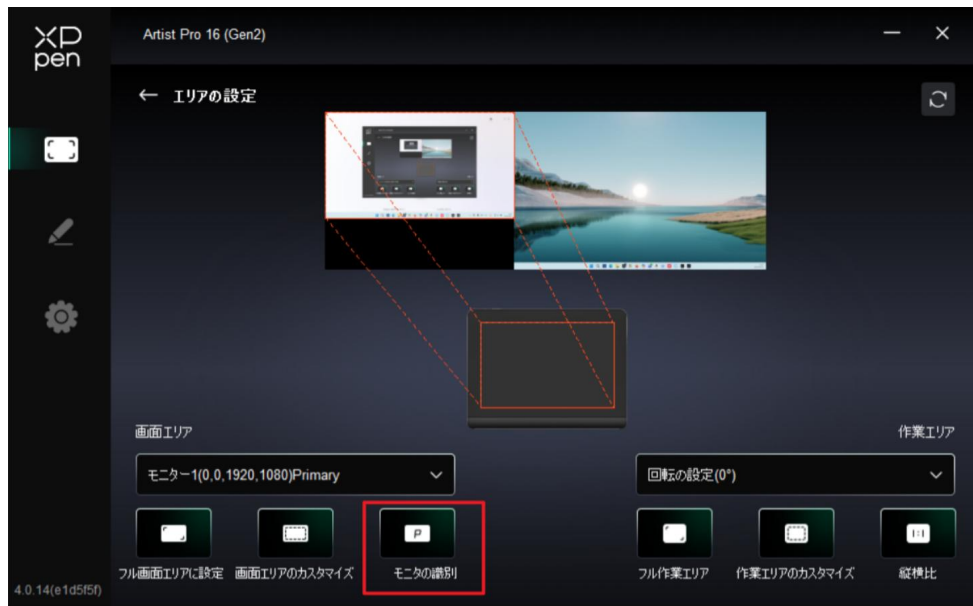 XP
pen
Artist Pro 16 (Gen2)
← エリアの設定
画面エリア
作業エリア
モニター1(0,0,1920,1080)Primary
回転の設定(0°)
P
1:1
フル画面エリアに設定
画面エリアのカスタマイズ
モニタの識別
フル作業エリア
作業エリアのカスタマイズ
縦横比
4.0.14(e1d5f5f)